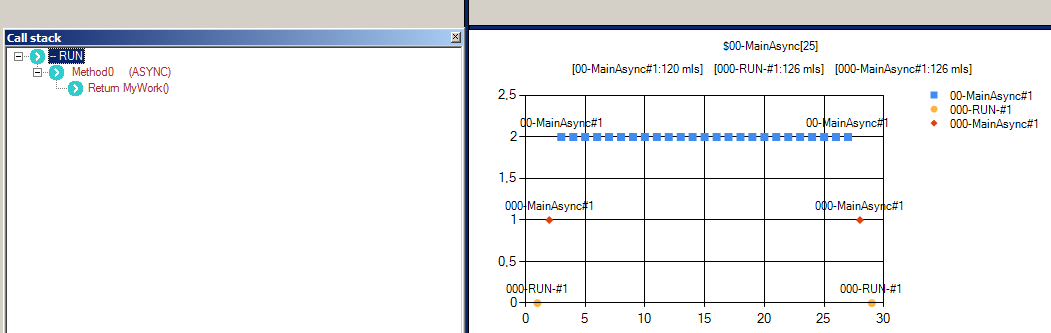 Call stack
-- RUN
Method0 (ASYNC)
Return MyWork()
$00-MainAsync[25]
[00-MainAsync#1:120 mls] [000-RUN-#1:126 mls] [000-MainAsync#1:126 mls]
2,5
00-MainAsync#1 00-MainAsync#1
2
1,5
000-MainAsync#1 000-MainAsync#1
1
0,5
000-RUN-#1 000-RUN-#1
0
0 5 10 15 20 25 30
00-MainAsync#1
000-RUN-#1
000-MainAsync#1